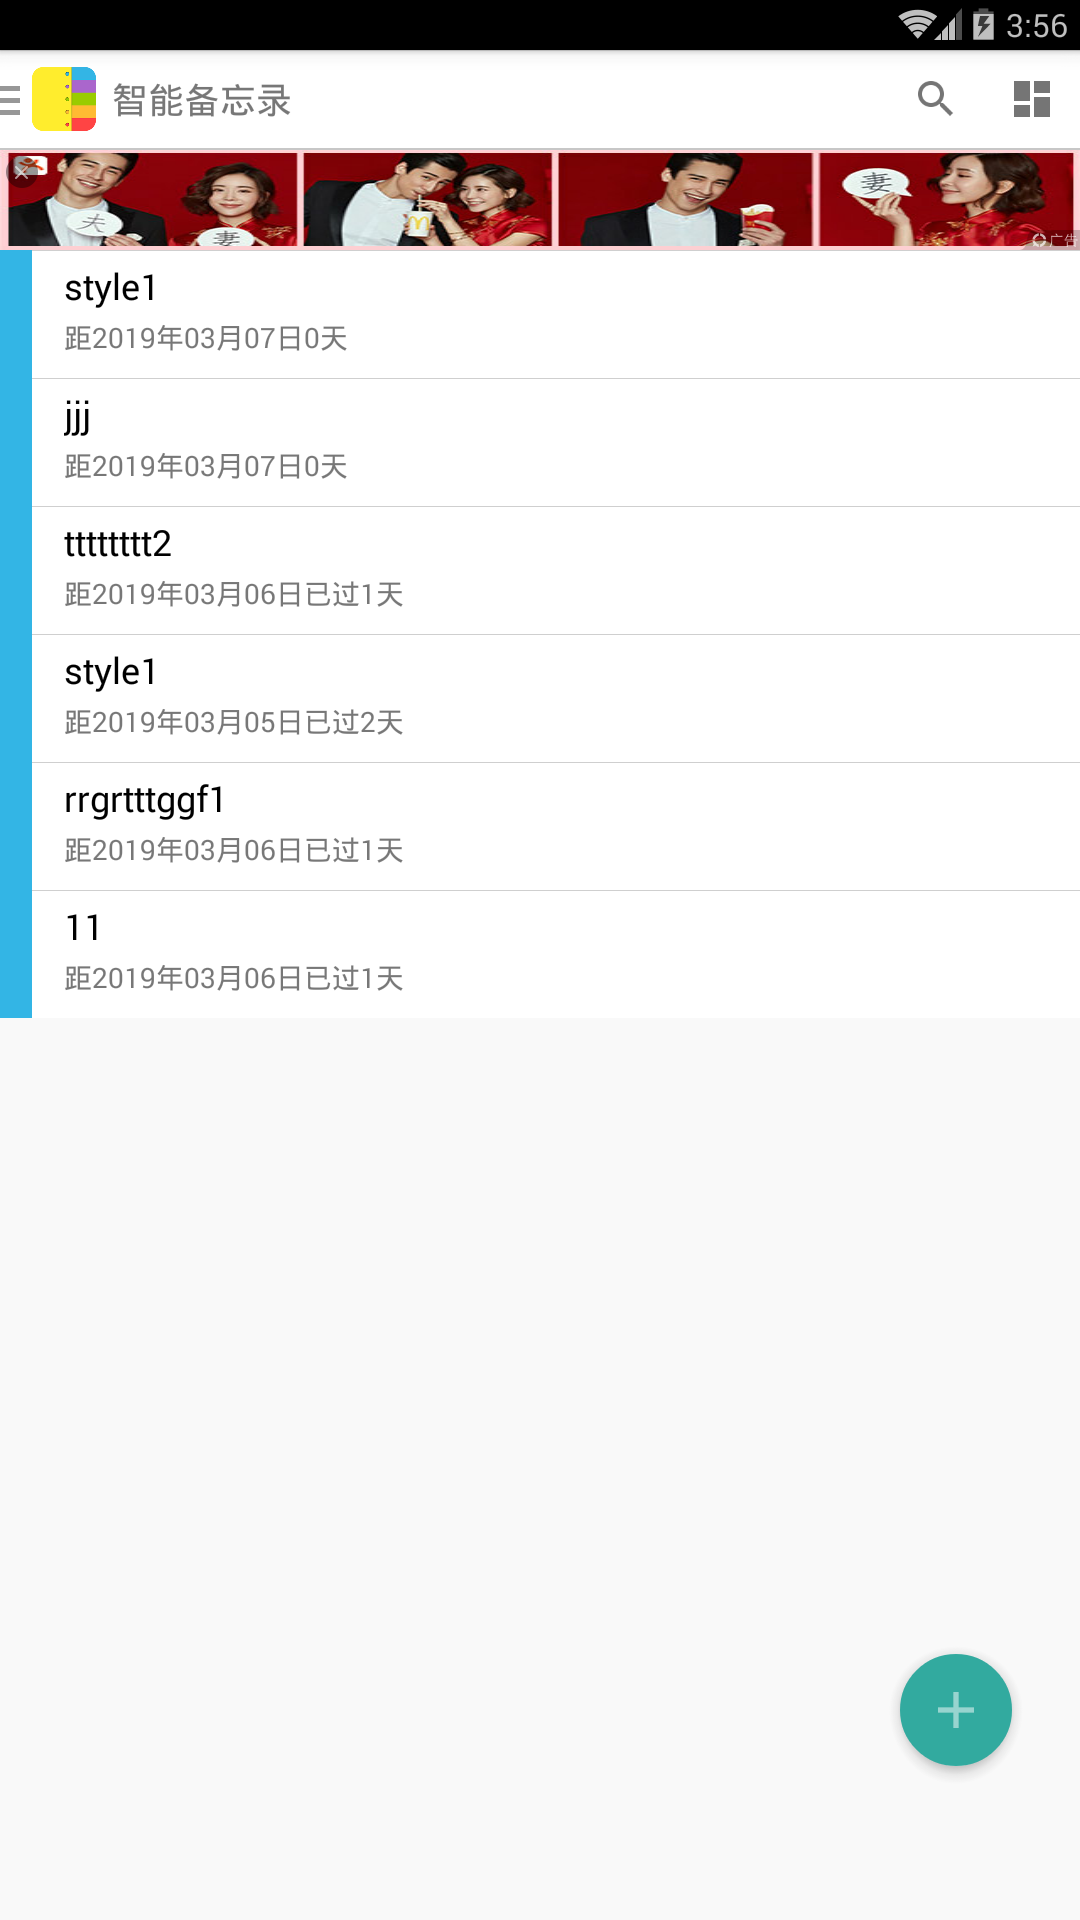 3:56
智能备忘录
夫
妻
妻
广告
style1
距2019年03月07日0天
jjj
距2019年03月07日0天
tttttttt2
距2019年03月06日已过1天
style1
距2019年03月05日已过2天
rrgrtttggf1
距2019年03月06日已过1天
11
距2019年03月06日已过1天